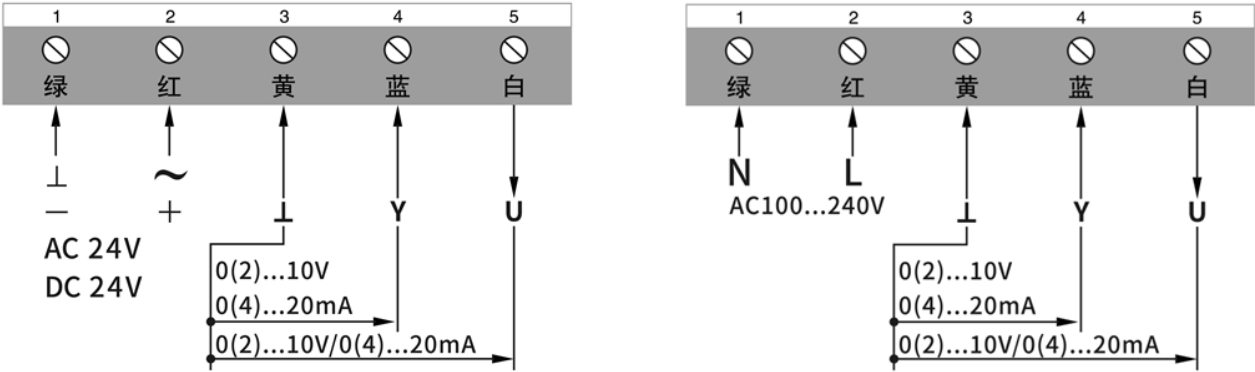 1 2 3 4 5
绿 红 黄 蓝 白
⊥ ~
− + ⊥ Y U
AC 24V
DC 24V
0(2)...10V
0(4)...20mA
0(2)...10V/0(4)...20mA
1 2 3 4 5
绿 红 黄 蓝 白
N L
AC100...240V
⊥ Y U
0(2)...10V
0(4)...20mA
0(2)...10V/0(4)...20mA